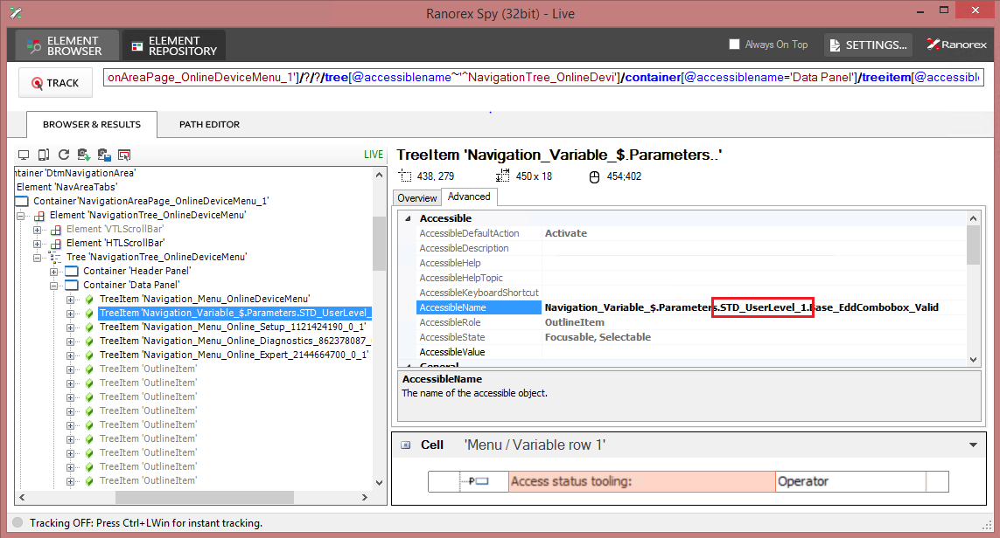 Ranorex Spy (32bit) - Live
ELEMENT BROWSER
ELEMENT REPOSITORY
Always On Top
SETTINGS...
Ranorex
TRACK
onAreaPage_OnlineDeviceMenu_1']/?/?/tree[@accessiblename~'^NavigationTree_OnlineDevi']/container[@accessiblename='Data Panel']/treeitem[@accessible
BROWSER & RESULTS
PATH EDITOR
LIVE
ntainer 'DtmNavigationArea'
Element 'NavAreaTabs'
Container'NavigationAreaPage_OnlineDeviceMenu_1'
Element 'NavigationTree_OnlineDeviceMenu'
Element 'VTLScrollBar'
Element 'HTLScrollBar'
Tree 'NavigationTree_OnlineDeviceMenu'
Container 'Header Panel'
Container 'Data Panel'
TreeItem 'Navigation_Menu_OnlineDeviceMenu'
TreeItem 'Navigation_Variable_$.Parameters.STD_UserLevel_
TreeItem 'Navigation_Menu_Online_Setup_1121424190_0_1'
TreeItem 'Navigation_Menu_Online_Diagnostics_862378087_
TreeItem 'Navigation_Menu_Online_Expert_2144664700_0_1'
TreeItem 'OutlineItem'
TreeItem 'OutlineItem'
TreeItem 'OutlineItem'
TreeItem 'OutlineItem'
TreeItem 'OutlineItem'
TreeItem 'OutlineItem'
TreeItem 'OutlineItem'
TreeItem 'OutlineItem'
TreeItem 'OutlineItem'
TreeItem 'Navigation_Variable_$.Parameters..'
438, 279
450 x 18
454;402
Overview
Advanced
Accessible
AccessibleDefaultAction Activate
AccessibleDescription
AccessibleHelp
AccessibleHelpTopic
AccessibleKeyboardShortcut
AccessibleName Navigation_Variable_$.Parameters.STD_UserLevel_1.Base_EddCombobox_Valid
AccessibleRole OutlineItem
AccessibleState Focusable, Selectable
AccessibleValue
General
AccessibleName
The name of the accessible object.
Cell 'Menu / Variable row 1'
P Access status tooling: Operator
Tracking OFF: Press Ctrl+LWin for instant tracking.